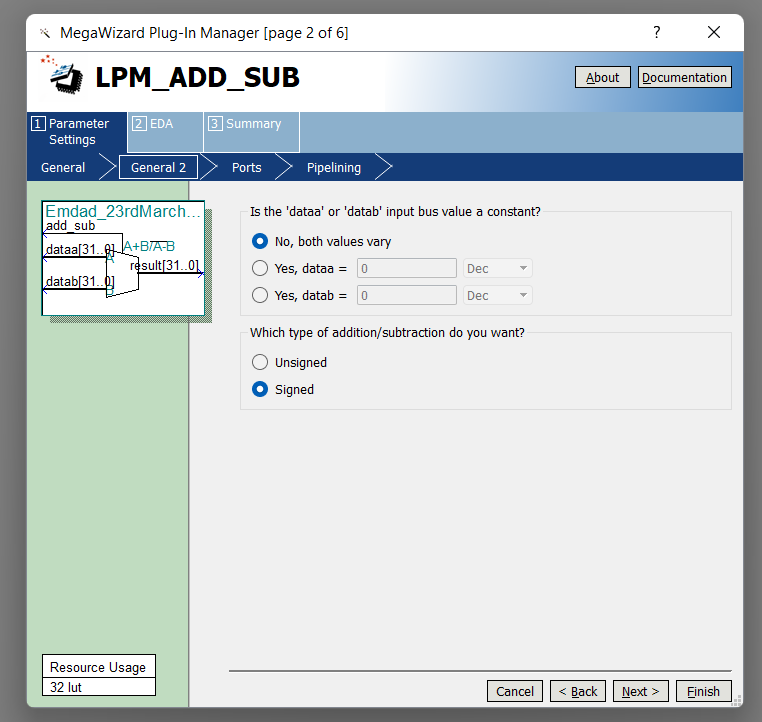 MegaWizard Plug-In Manager [page 2 of 6]
?
LPM_ADD_SUB
About
Documentation
1 Parameter Settings
2 EDA
3 Summary
General
General 2
Ports
Pipelining
Emdad_23rdMarch...
add_sub
A+B/A-B
dataa[31..0]
A
result[31..0]
datab[31..0]
B
Is the 'dataa' or 'datab' input bus value a constant?
No, both values vary
Yes, dataa = 0 Dec
Yes, datab = 0 Dec
Which type of addition/subtraction do you want?
Unsigned
Signed
Resource Usage
32 lut
Cancel
< Back
Next >
Finish